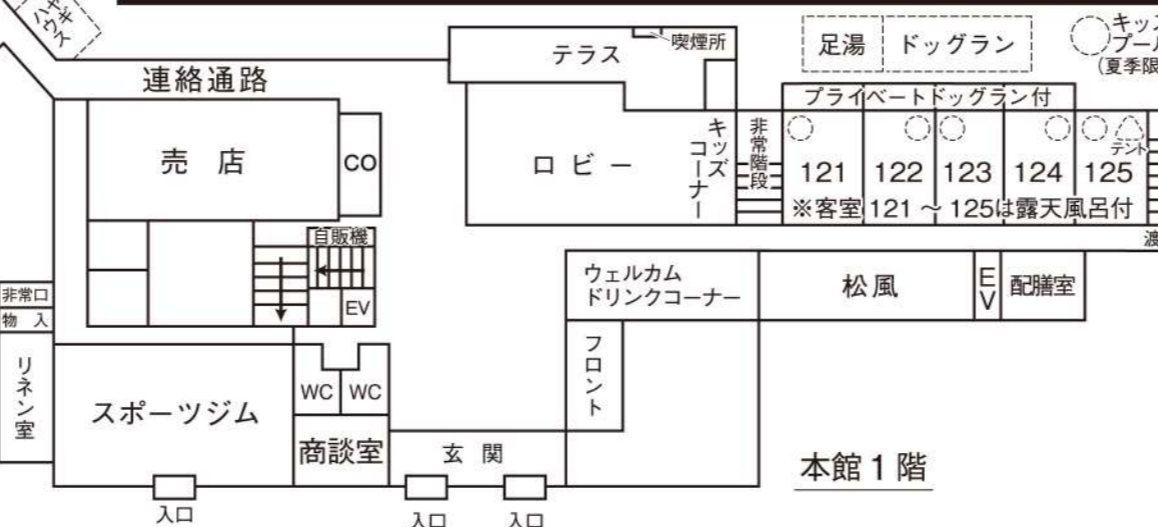 連絡通路
テラス
喫煙所
足湯
ドッグラン
キッズ
プール
売店
CO
ロビー
キッズ
コーナー
非常階段
プライベートドッグラン付
テント
121
122
123
124
125
※客室121～125は露天風呂付
自販機
EV
ウェルカム
ドリンクコーナー
松風
EV
配膳室
非常口
物入
リネン室
スポーツジム
WC
WC
商談室
玄関
フロント
入口
入口
入口
本館1階